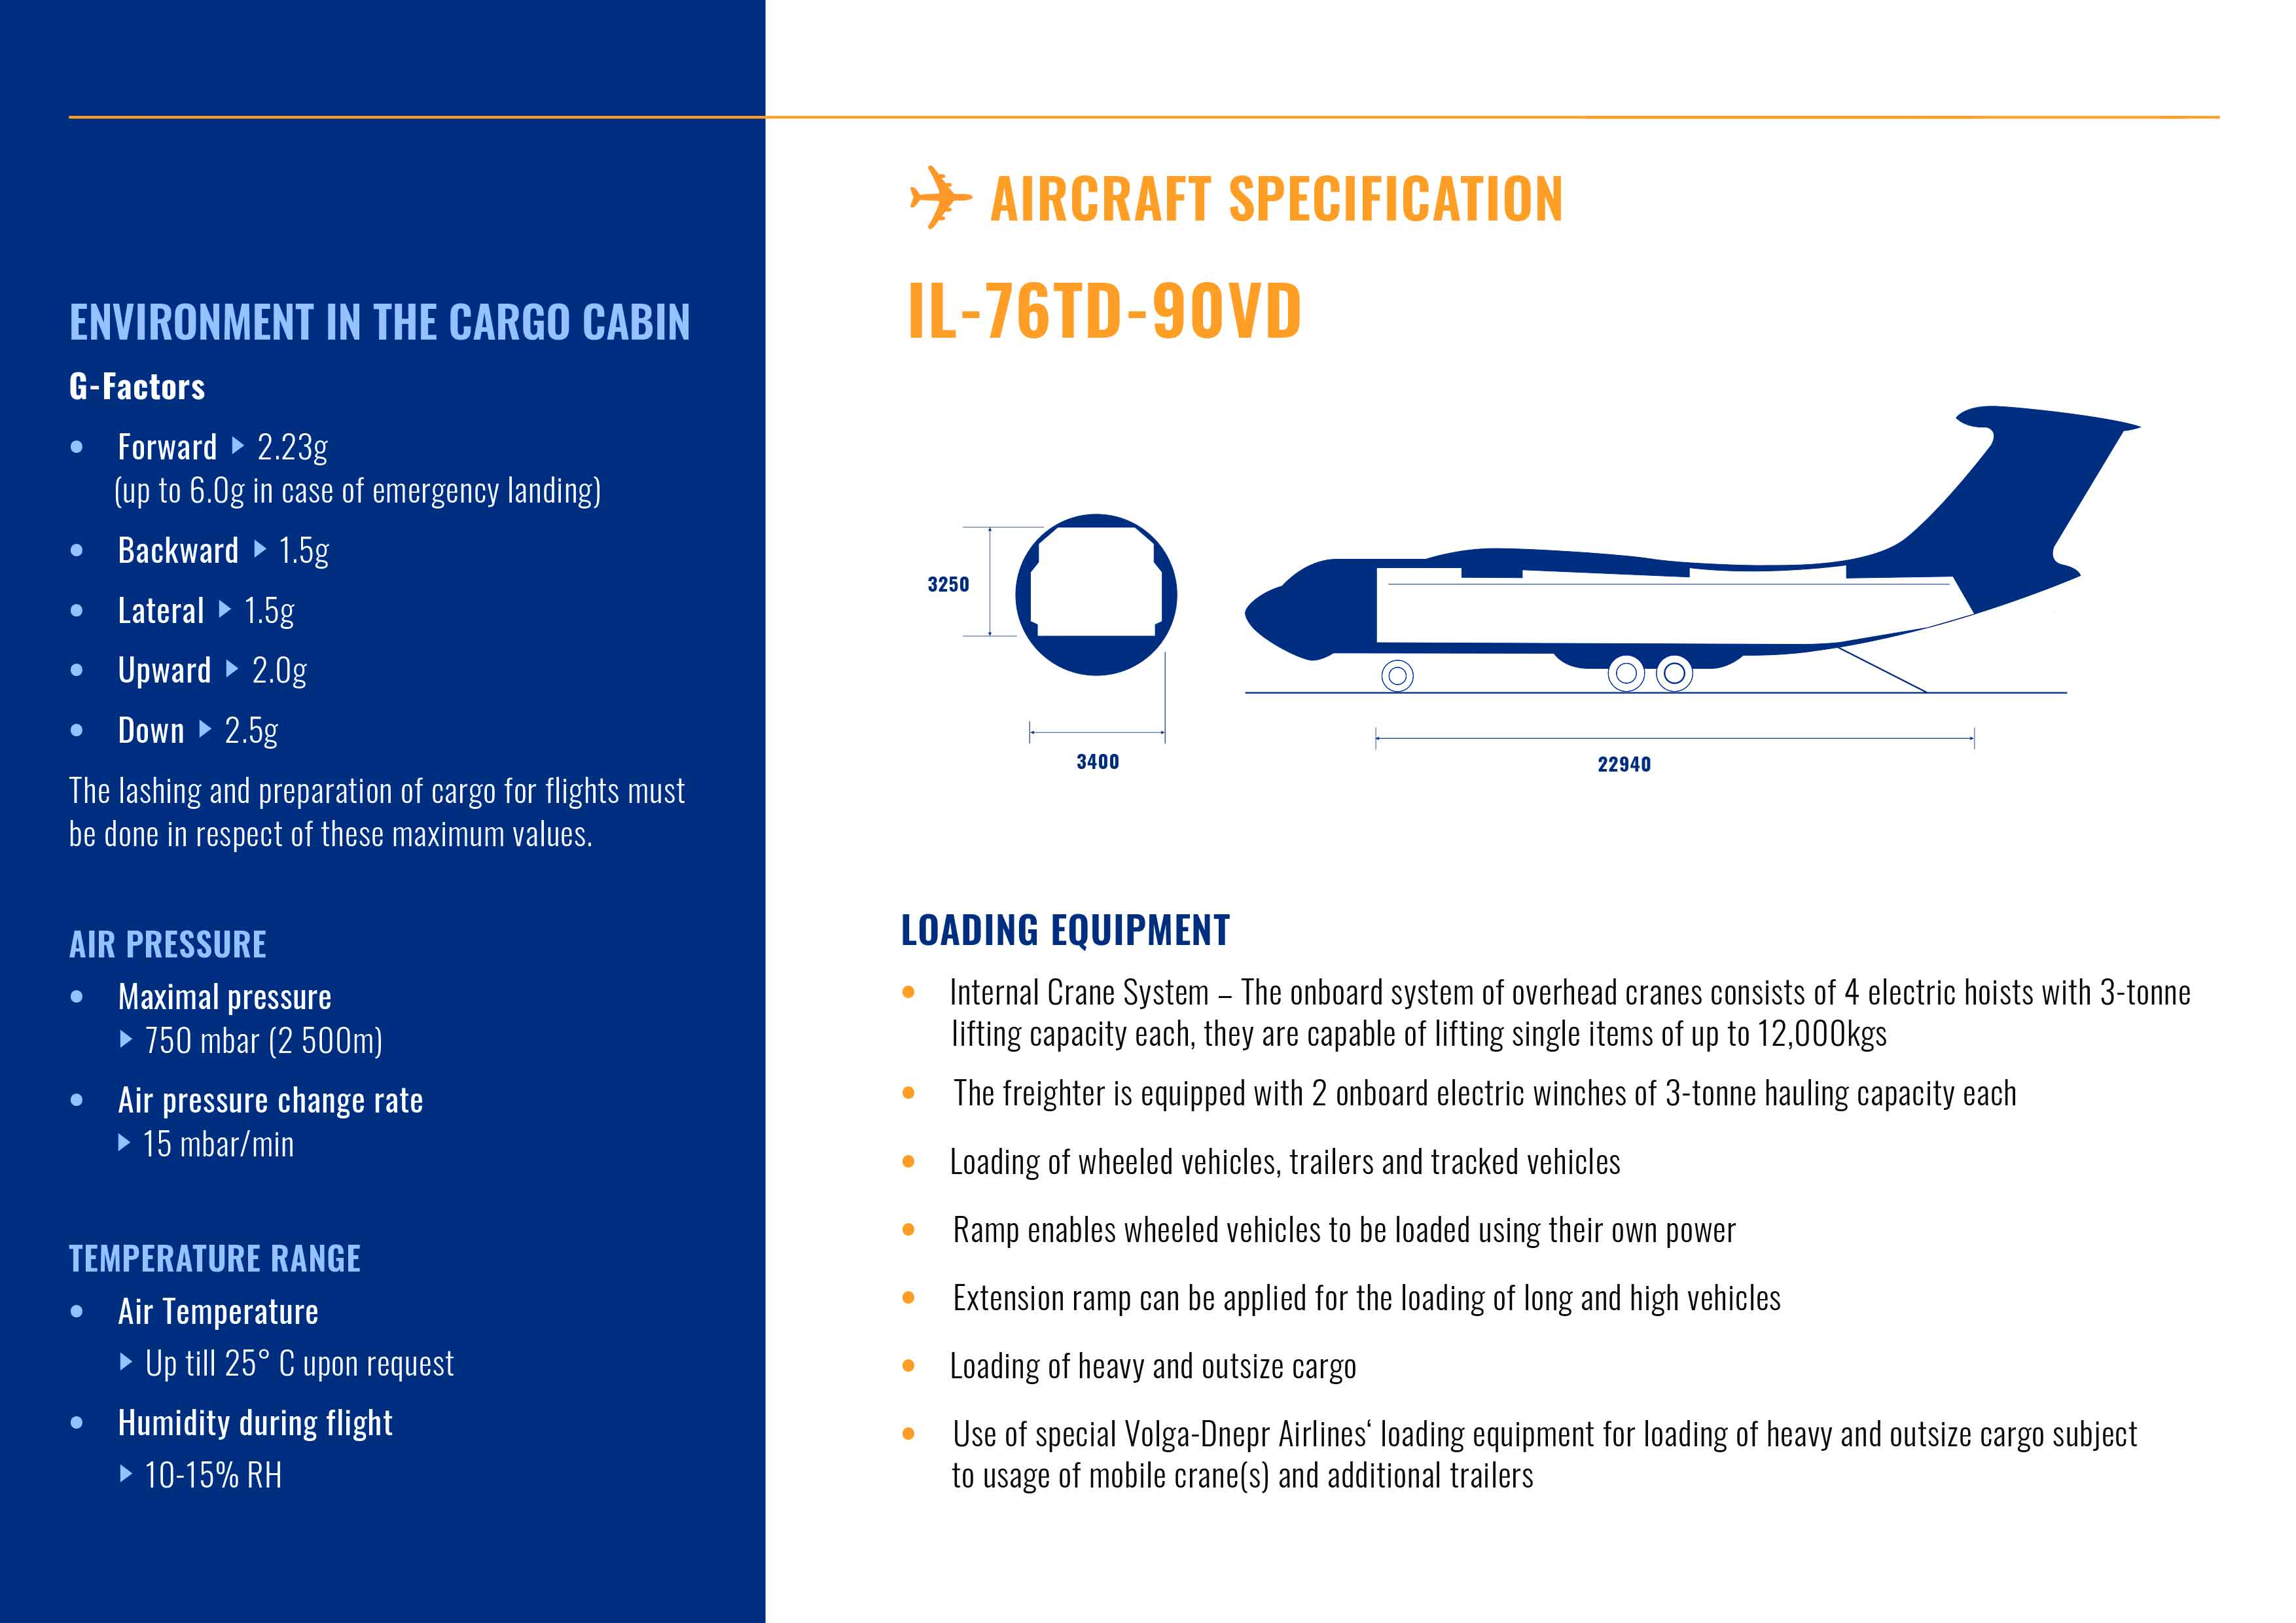 ENVIRONMENT IN THE CARGO CABIN
G-Factors
• Forward ▶ 2.23g
(up to 6.0g in case of emergency landing)
• Backward ▶ 1.5g
• Lateral ▶ 1.5g
• Upward ▶ 2.0g
• Down ▶ 2.5g
The lashing and preparation of cargo for flights must
be done in respect of these maximum values.
AIR PRESSURE
• Maximal pressure
▶ 750 mbar (2 500m)
• Air pressure change rate
▶ 15 mbar/min
TEMPERATURE RANGE
• Air Temperature
▶ Up till 25° C upon request
• Humidity during flight
▶ 10-15% RH
AIRCRAFT SPECIFICATION
IL-76TD-90VD
3250
3400
22940
LOADING EQUIPMENT
• Internal Crane System – The onboard system of overhead cranes consists of 4 electric hoists with 3-tonne
lifting capacity each, they are capable of lifting single items of up to 12,000kgs
• The freighter is equipped with 2 onboard electric winches of 3-tonne hauling capacity each
• Loading of wheeled vehicles, trailers and tracked vehicles
• Ramp enables wheeled vehicles to be loaded using their own power
• Extension ramp can be applied for the loading of long and high vehicles
• Loading of heavy and outsize cargo
• Use of special Volga-Dnepr Airlines‘ loading equipment for loading of heavy and outsize cargo subject
to usage of mobile crane(s) and additional trailers